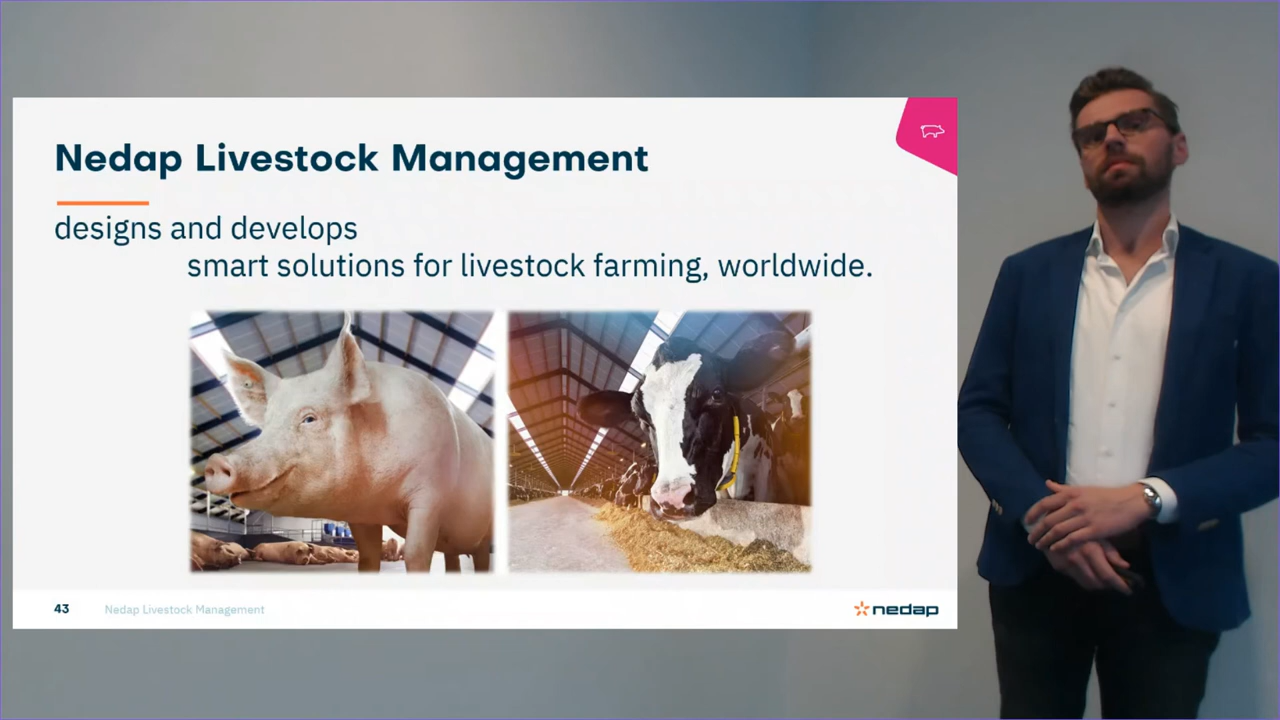 Nedap Livestock Management
designs and develops
smart solutions for livestock farming, worldwide.
43
Nedap Livestock Management
nedap